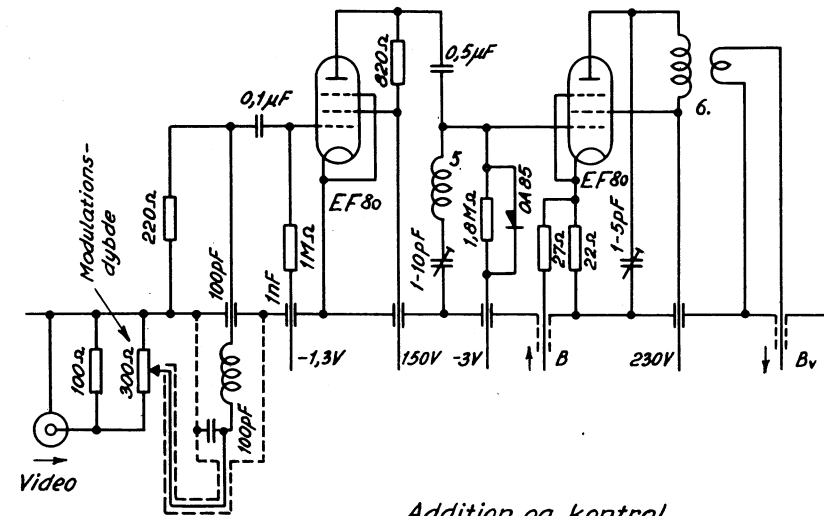 820Ω
0,5µF
0,1µF
6.
5.
EF80
EF80
Modulations-
dybde
220Ω
100pF
1nF
1MΩ
1-10pF
1,8MΩ
OA85
27Ω
22Ω
1-5pF
100Ω
300Ω
-1,3V
150V
-3V
B
230V
Bv
100pF
Video
Addition og kontrol